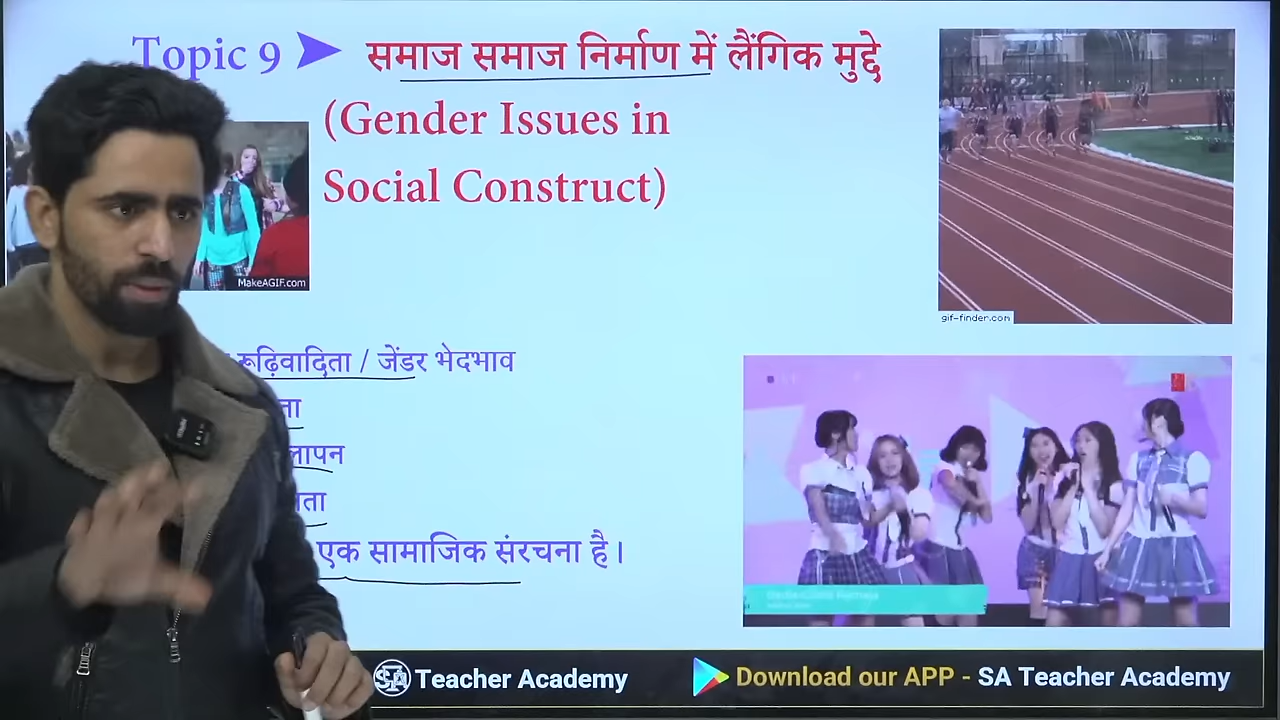 Topic 9 ➤ समाज समाज निर्माण में लैंगिक मुद्दे
(Gender Issues in
Social Construct)
MakeAGIF.com
gif-finder.com
रूढ़िवादिता / जेंडर भेदभाव
एक सामाजिक संरचना है।
SA Teacher Academy
Download our APP - SA Teacher Academy